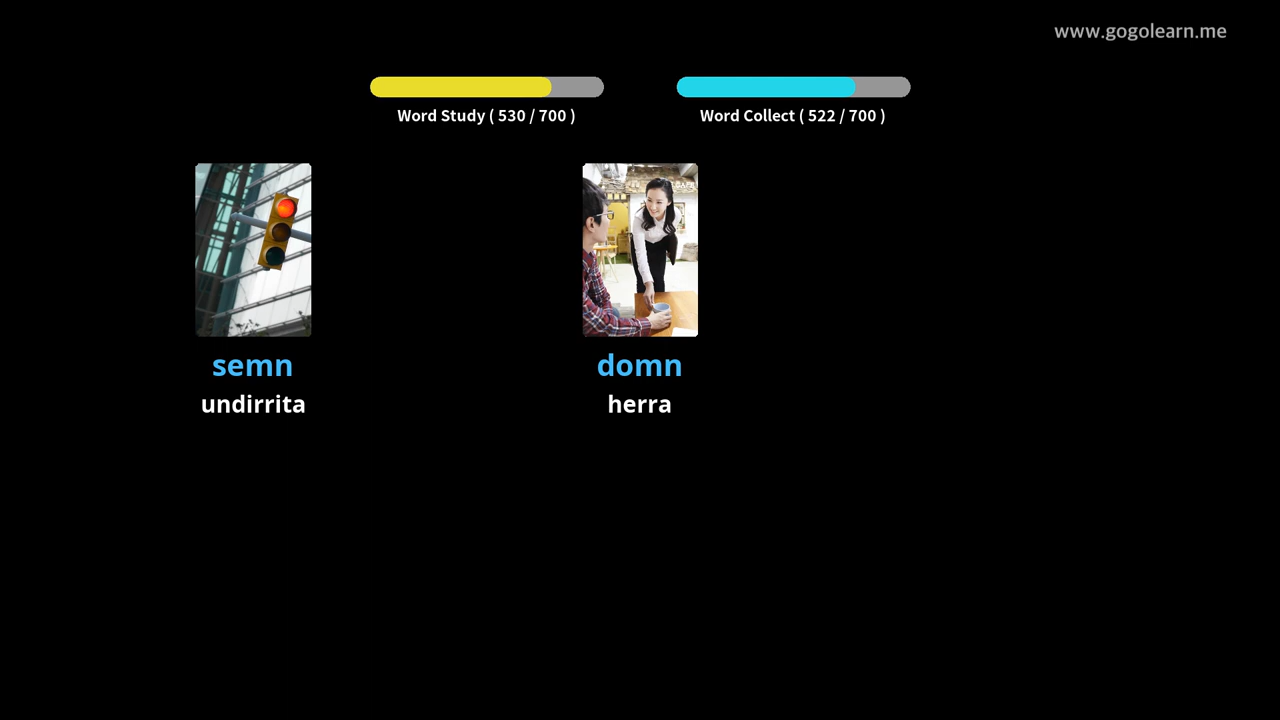 www.gogolearn.me
Word Study ( 530 / 700 )
Word Collect ( 522 / 700 )
semn
undirrita
domn
herra